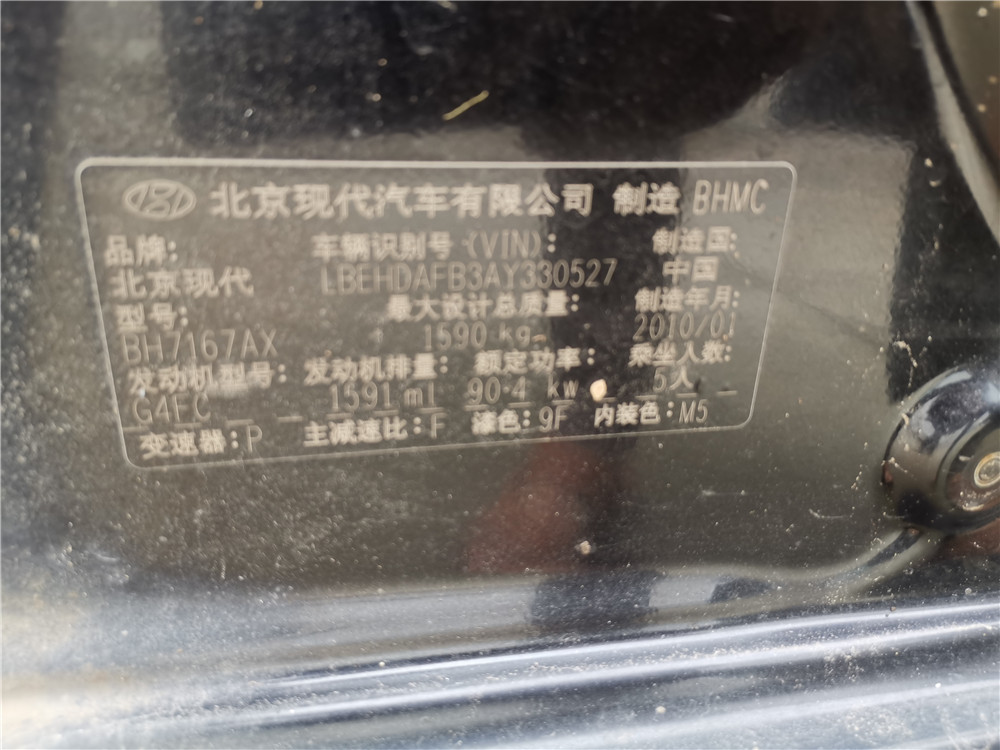 北京现代汽车有限公司 制造 BHMC
品牌: 车辆识别号(VIN): 制造国:
北京现代 LBEHDAFB3AY330527 中国
型号: 最大设计总质量: 制造年月:
BH7167AX 1590 kg 2010/01
发动机型号: 发动机排量: 额定功率: 乘坐人数:
G4FC 1591 ml 90.4 kw 5人
变速器:P 主减速比:F 漆色:9F 内装色:M5